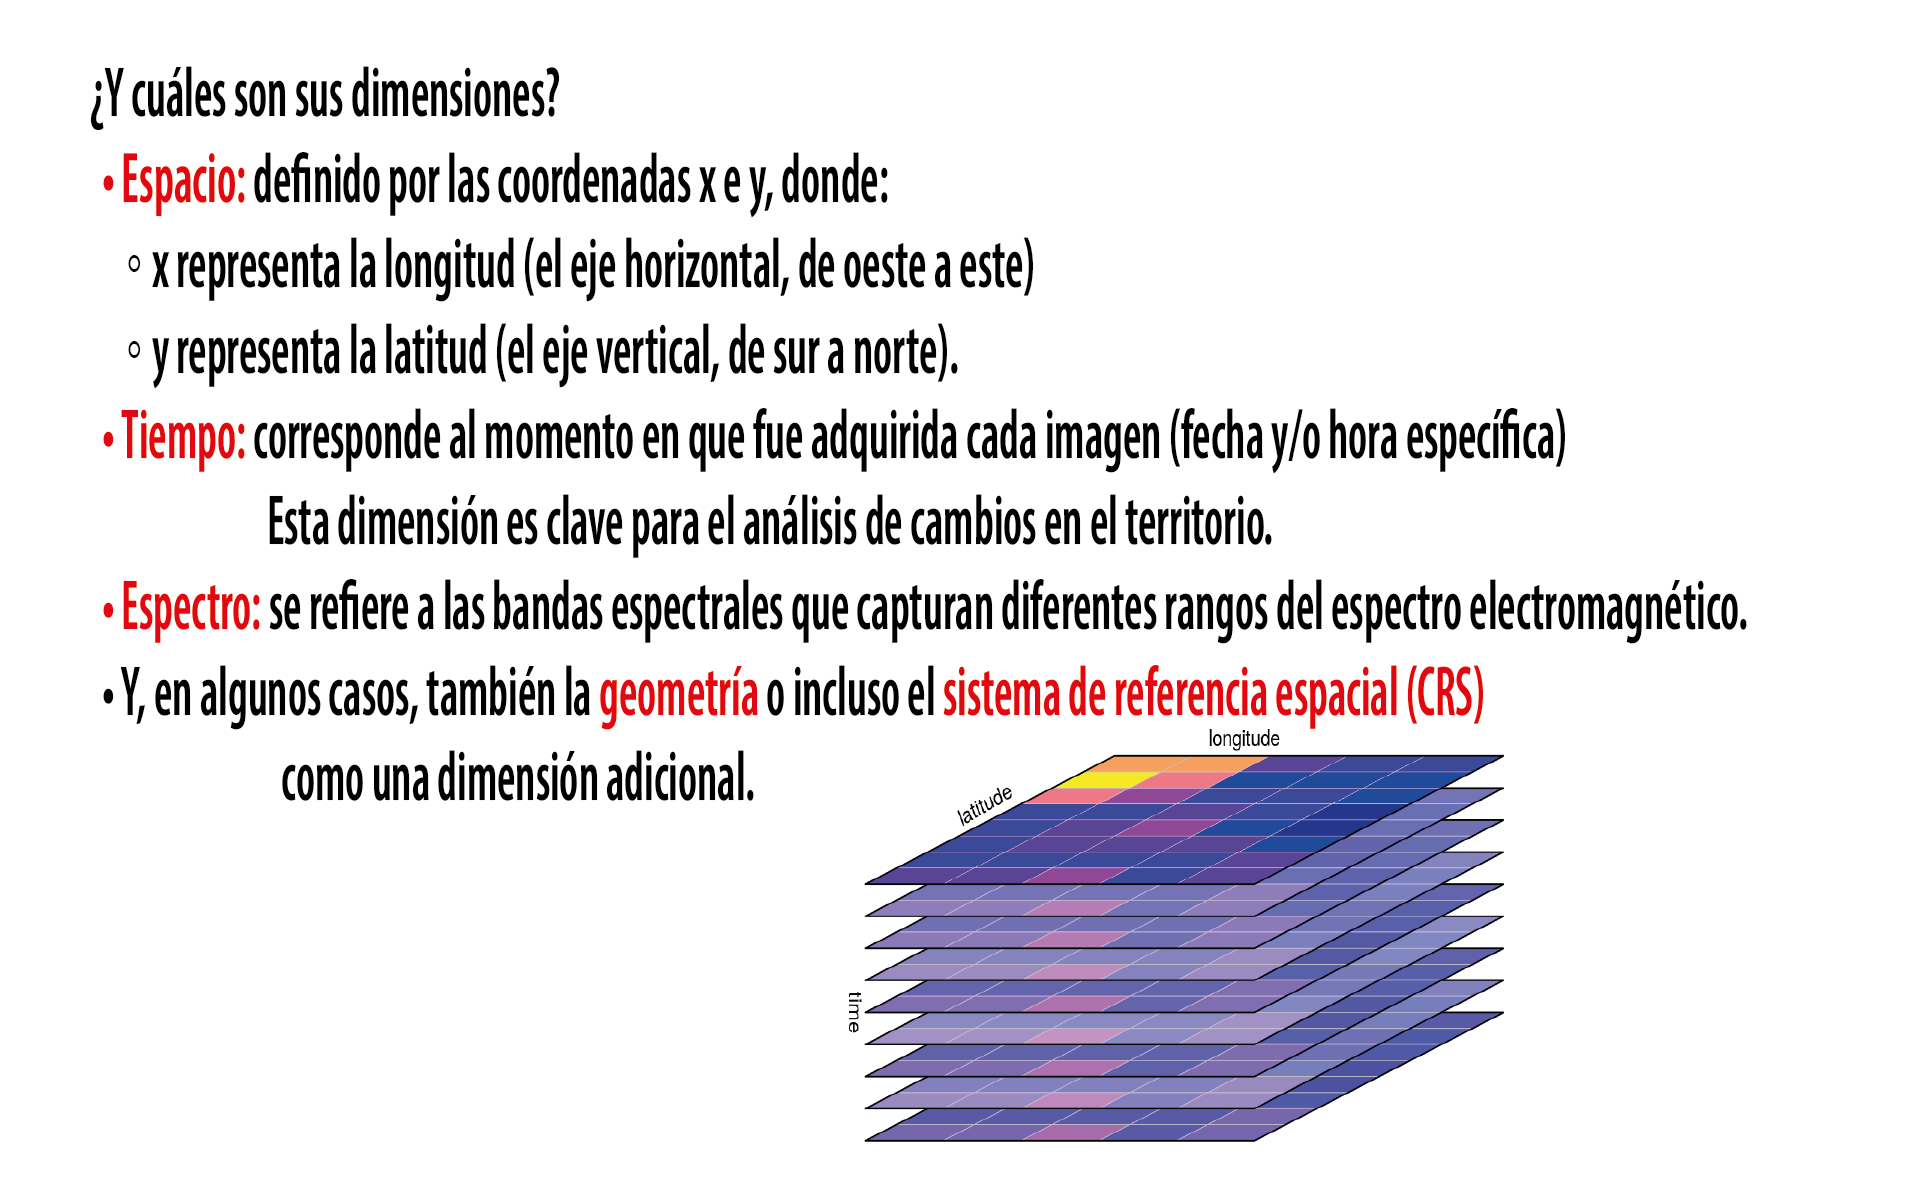 ¿Y cuáles son sus dimensiones?
• Espacio: definido por las coordenadas x e y, donde:
◦ x representa la longitud (el eje horizontal, de oeste a este)
◦ y representa la latitud (el eje vertical, de sur a norte).
• Tiempo: corresponde al momento en que fue adquirida cada imagen (fecha y/o hora específica)
Esta dimensión es clave para el análisis de cambios en el territorio.
• Espectro: se refiere a las bandas espectrales que capturan diferentes rangos del espectro electromagnético.
• Y, en algunos casos, también la geometría o incluso el sistema de referencia espacial (CRS)
como una dimensión adicional.
longitude
latitude
time